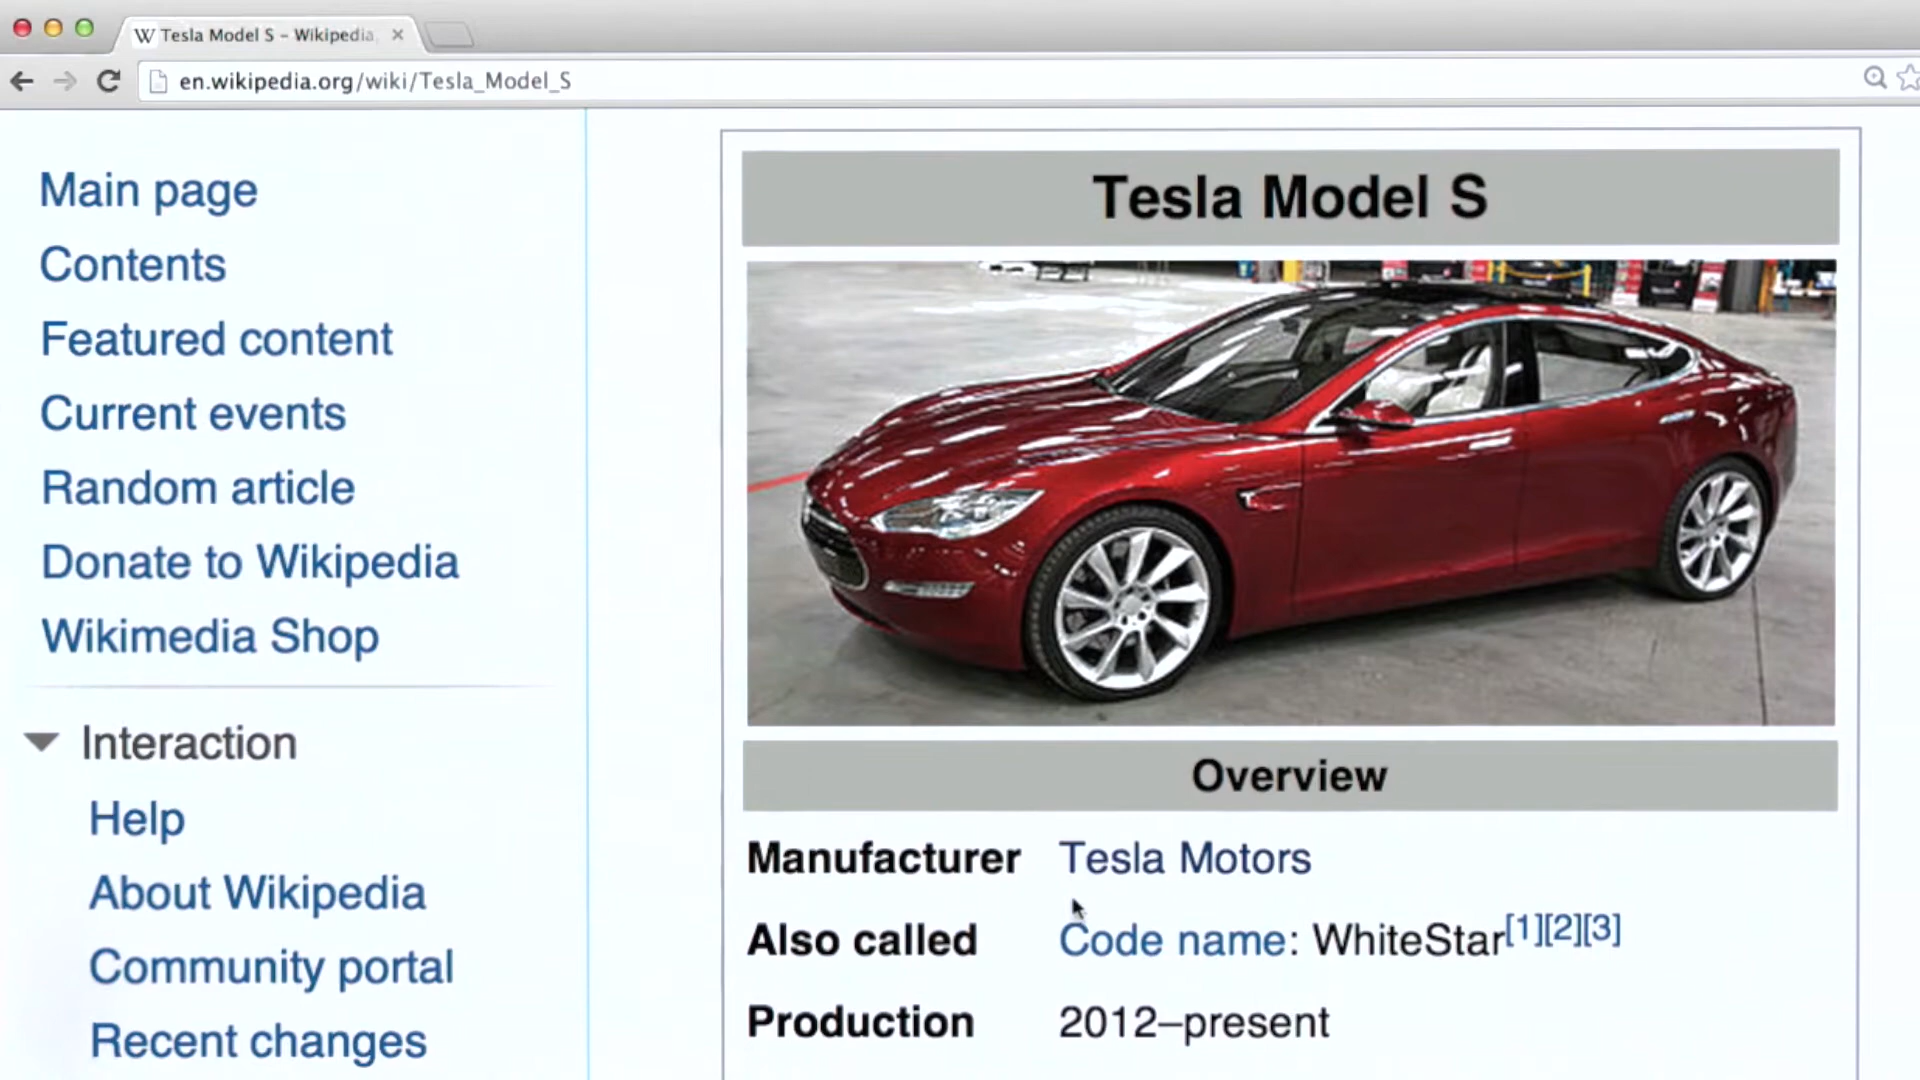 Tesla Model S – Wikipedia,
en.wikipedia.org/wiki/Tesla_Model_S
Main page
Contents
Featured content
Current events
Random article
Donate to Wikipedia
Wikimedia Shop
Interaction
Help
About Wikipedia
Community portal
Recent changes
Tesla Model S
Overview
Manufacturer Tesla Motors
Also called Code name: WhiteStar[1][2][3]
Production 2012–present